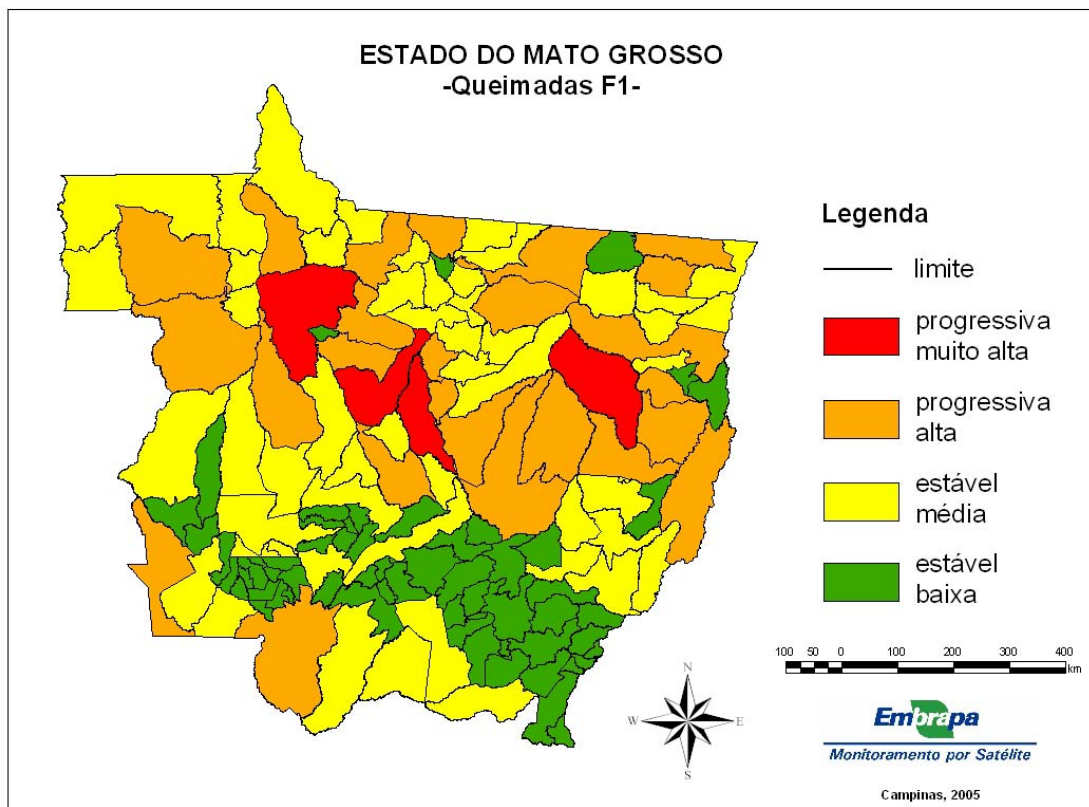 ESTADO DO MATO GROSSO
-Queimadas F1-
Legenda
limite
progressiva
muito alta
progressiva
alta
estável
média
estável
baixa
100 50 0 100 200 300 400
km
N
W E
S
Embrapa
Monitoramento por Satélite
Campinas, 2005